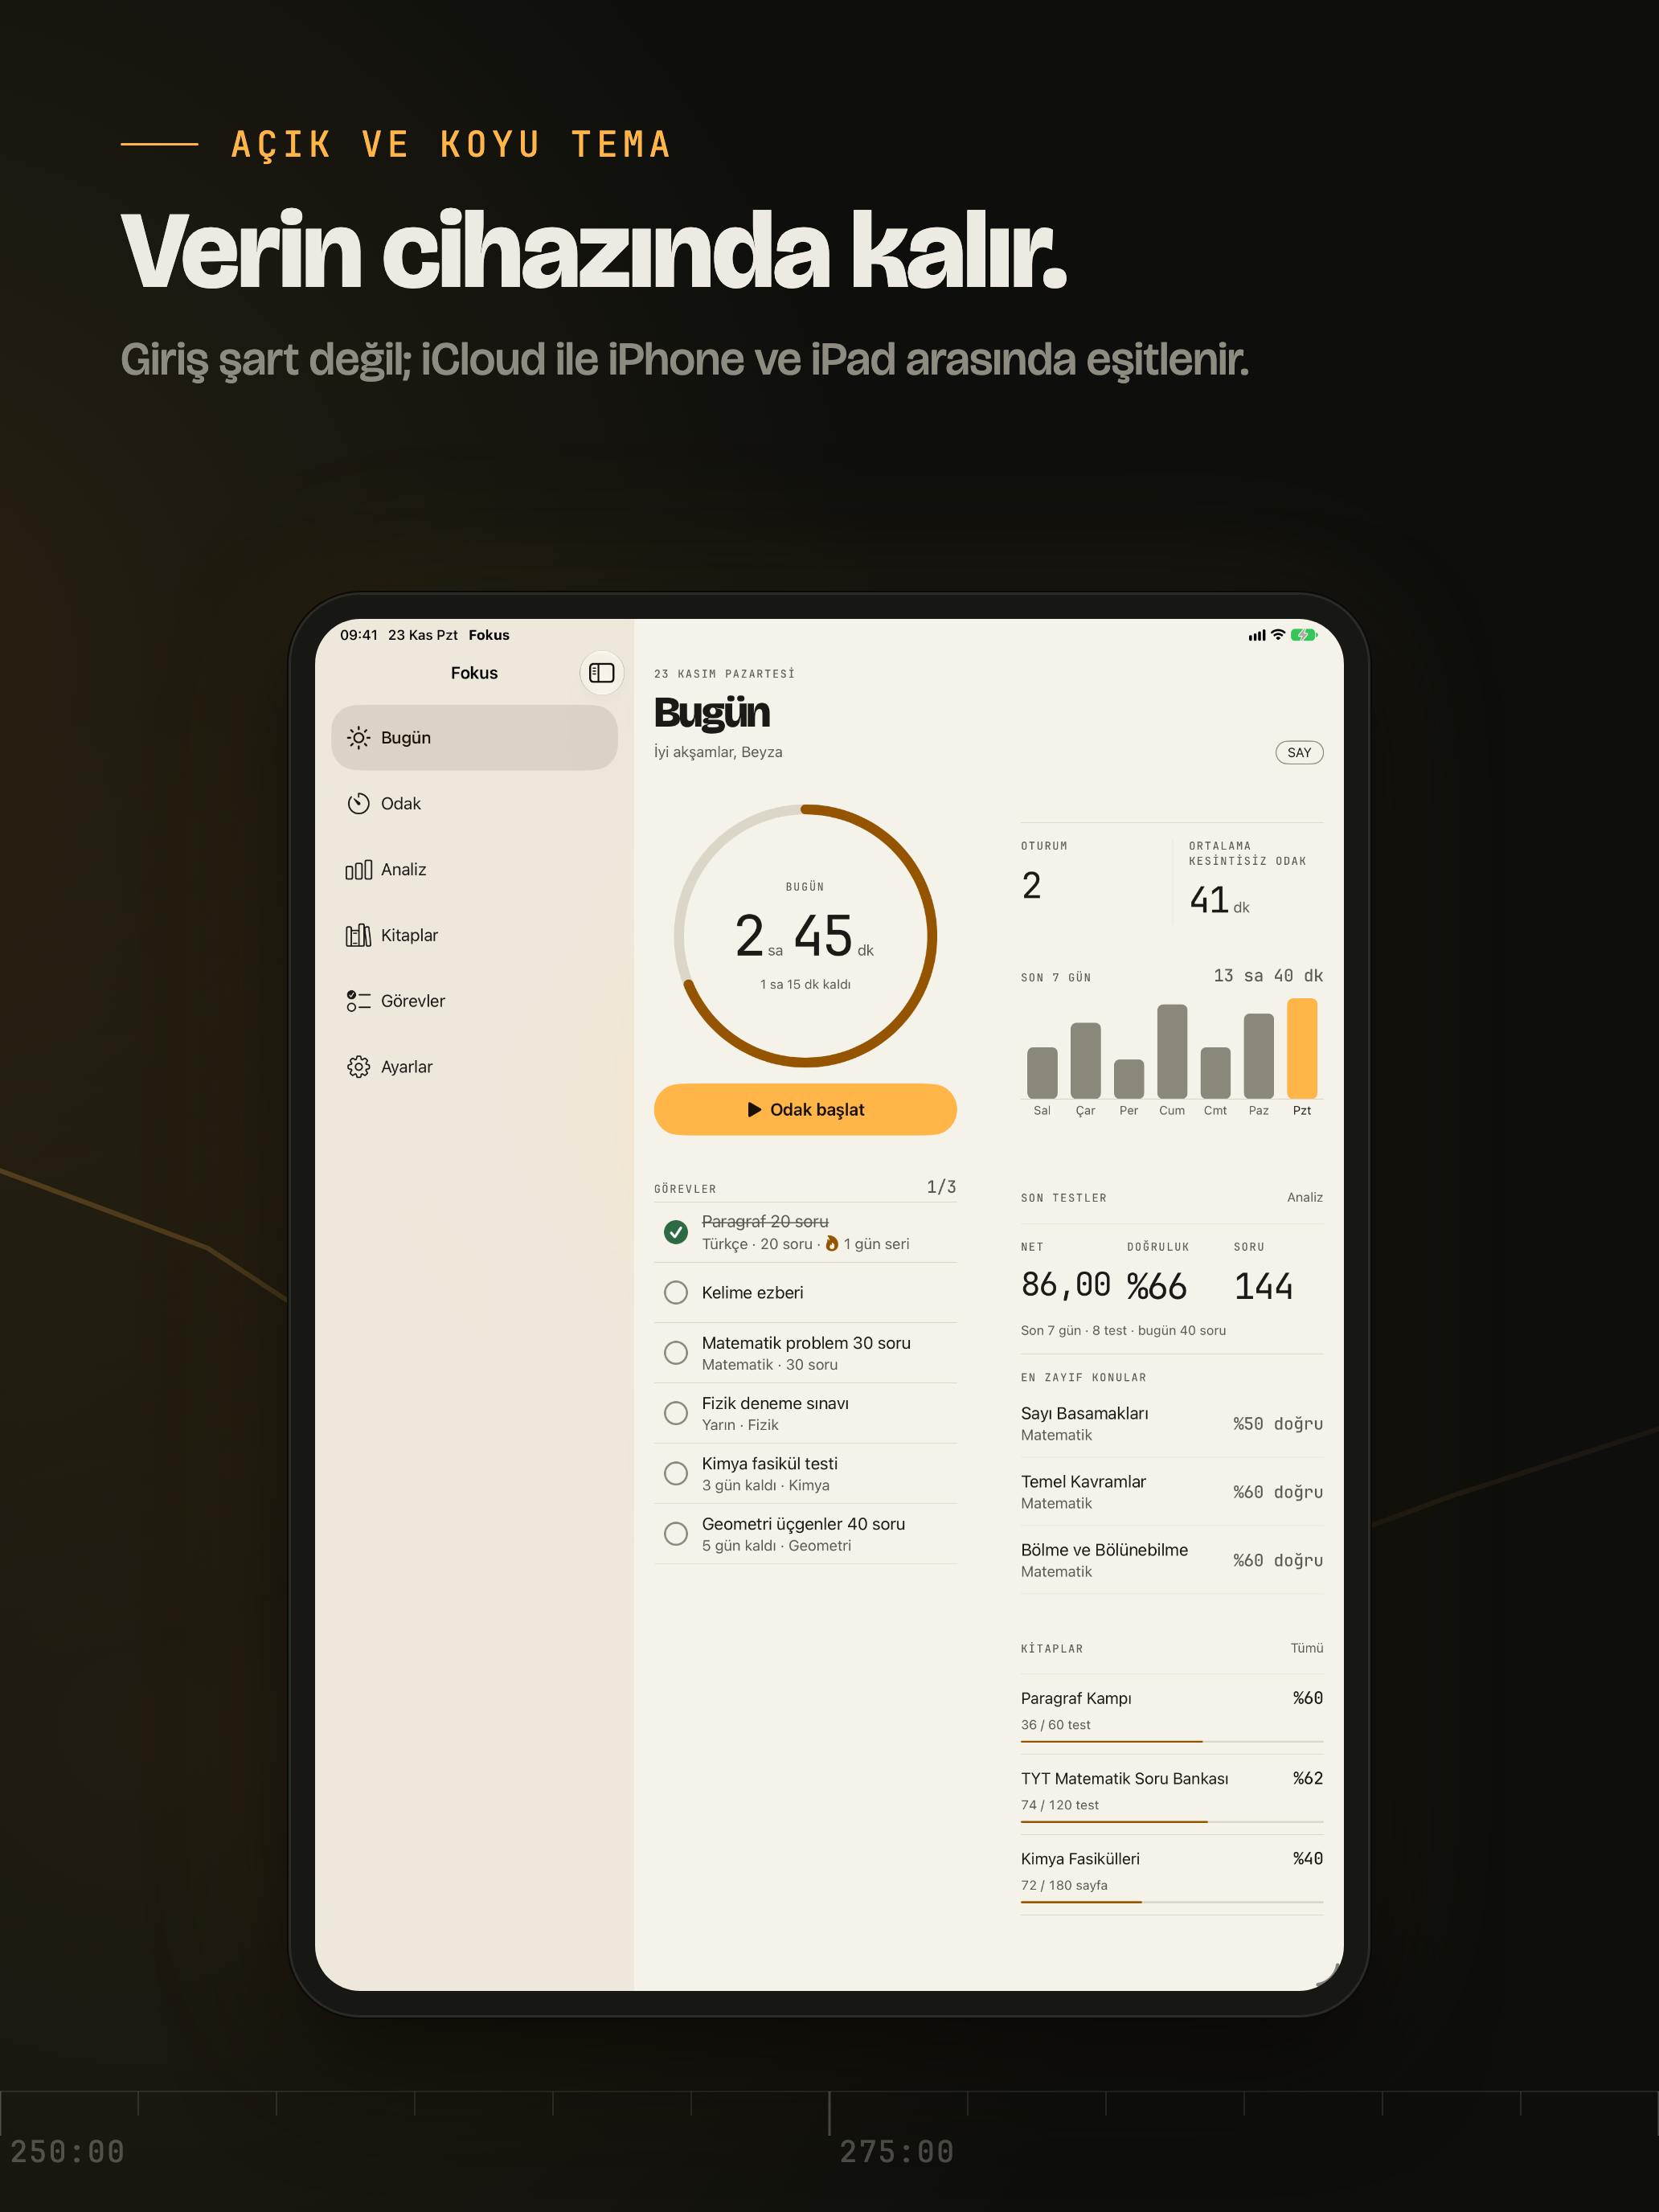 AÇIK VE KOYU TEMA
Verin cihazında kalır.
Giriş şart değil; iCloud ile iPhone ve iPad arasında eşitlenir.
09:41 23 Kas Pzt Fokus
Fokus
Bugün
Odak
Analiz
Kitaplar
Görevler
Ayarlar
23 KASIM PAZARTESİ
Bugün
İyi akşamlar, Beyza
SAY
BUGÜN
2 sa 45 dk
1 sa 15 dk kaldı
Odak başlat
GÖREVLER 1/3
Paragraf 20 soru
Türkçe · 20 soru · 1 gün seri
Kelime ezberi
Matematik problem 30 soru
Matematik · 30 soru
Fizik deneme sınavı
Yarın · Fizik
Kimya fasikül testi
3 gün kaldı · Kimya
Geometri üçgenler 40 soru
5 gün kaldı · Geometri
OTURUM
2
ORTALAMA
KESİNTİSİZ ODAK
41 dk
SON 7 GÜN 13 sa 40 dk
Sal Çar Per Cum Cmt Paz Pzt
SON TESTLER Analiz
NET DOĞRULUK SORU
86,00 %66 144
Son 7 gün · 8 test · bugün 40 soru
EN ZAYIF KONULAR
Sayı Basamakları
Matematik
%50 doğru
Temel Kavramlar
Matematik
%60 doğru
Bölme ve Bölünebilme
Matematik
%60 doğru
KİTAPLAR Tümü
Paragraf Kampı %60
36 / 60 test
TYT Matematik Soru Bankası %62
74 / 120 test
Kimya Fasikülleri %40
72 / 180 sayfa
250:00 275:00